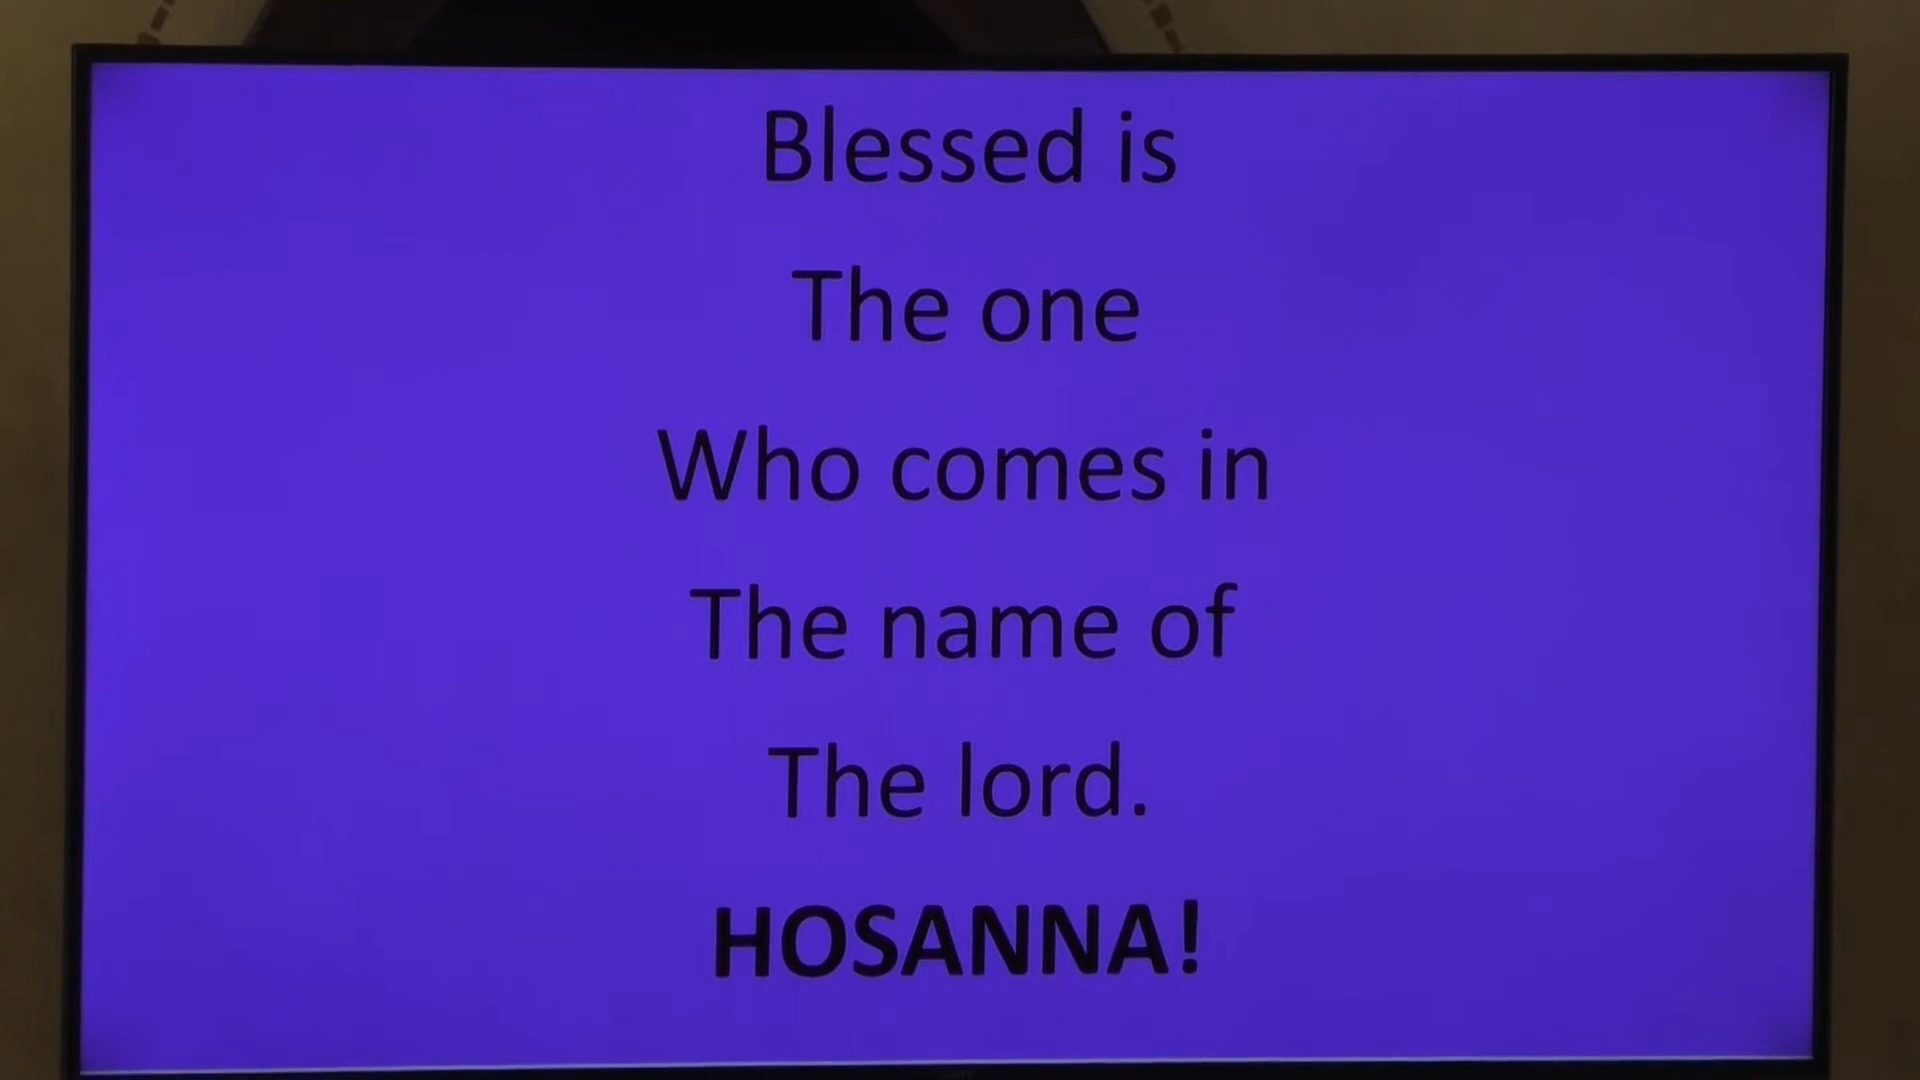 Blessed is
The one
Who comes in
The name of
The lord.
HOSANNA!